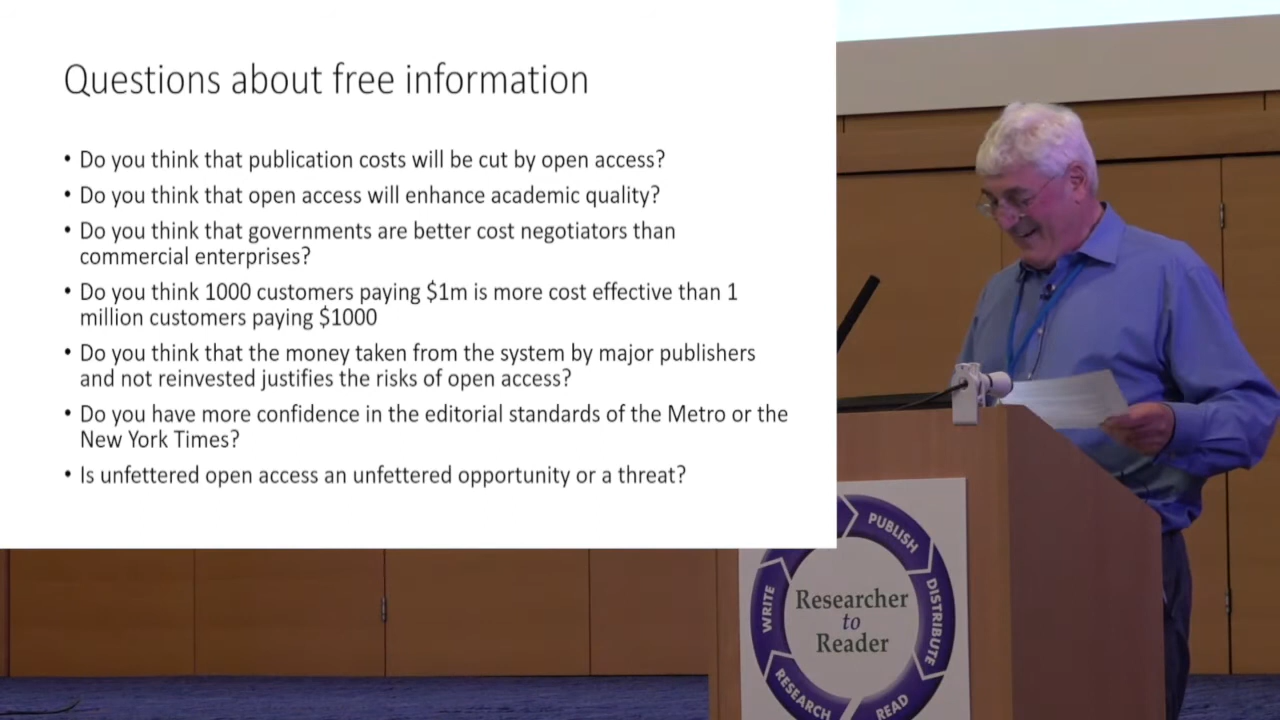 Questions about free information
• Do you think that publication costs will be cut by open access?
• Do you think that open access will enhance academic quality?
• Do you think that governments are better cost negotiators than
commercial enterprises?
• Do you think 1000 customers paying $1m is more cost effective than 1
million customers paying $1000
• Do you think that the money taken from the system by major publishers
and not reinvested justifies the risks of open access?
• Do you have more confidence in the editorial standards of the Metro or the
New York Times?
• Is unfettered open access an unfettered opportunity or a threat?
PUBLISH
DISTRIBUTE
READ
RESEARCH
WRITE
Researcher
to
Reader